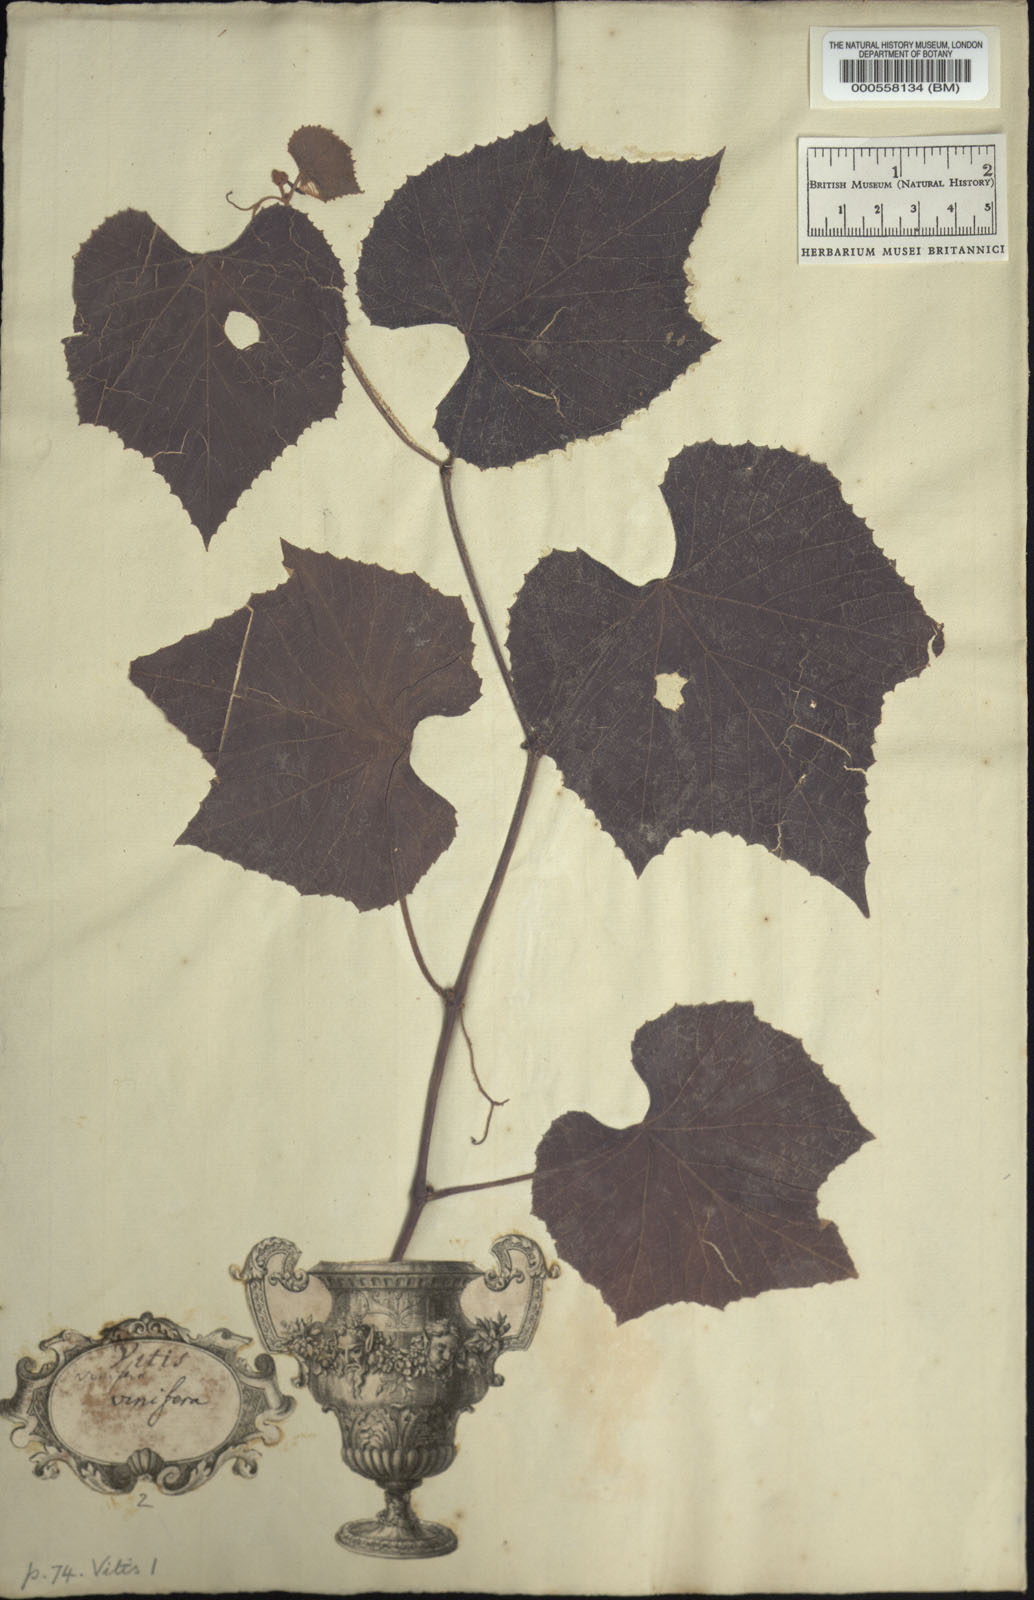 THE NATURAL HISTORY MUSEUM, LONDON
DEPARTMENT OF BOTANY
000558134 (BM)
1 2
BRITISH MUSEUM (NATURAL HISTORY)
1 2 3 4 5
HERBARIUM MUSEI BRITANNICI
Vitis
vinifera
vinifera
2
p. 74. Vitis 1